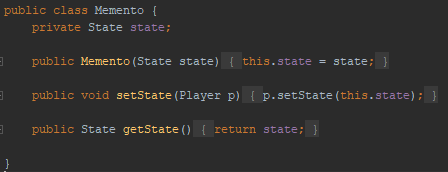 public class Memento {
private State state;
public Memento(State state) { this.state = state; }
public void setState(Player p) { p.setState(this.state); }
public State getState() { return state; }
}